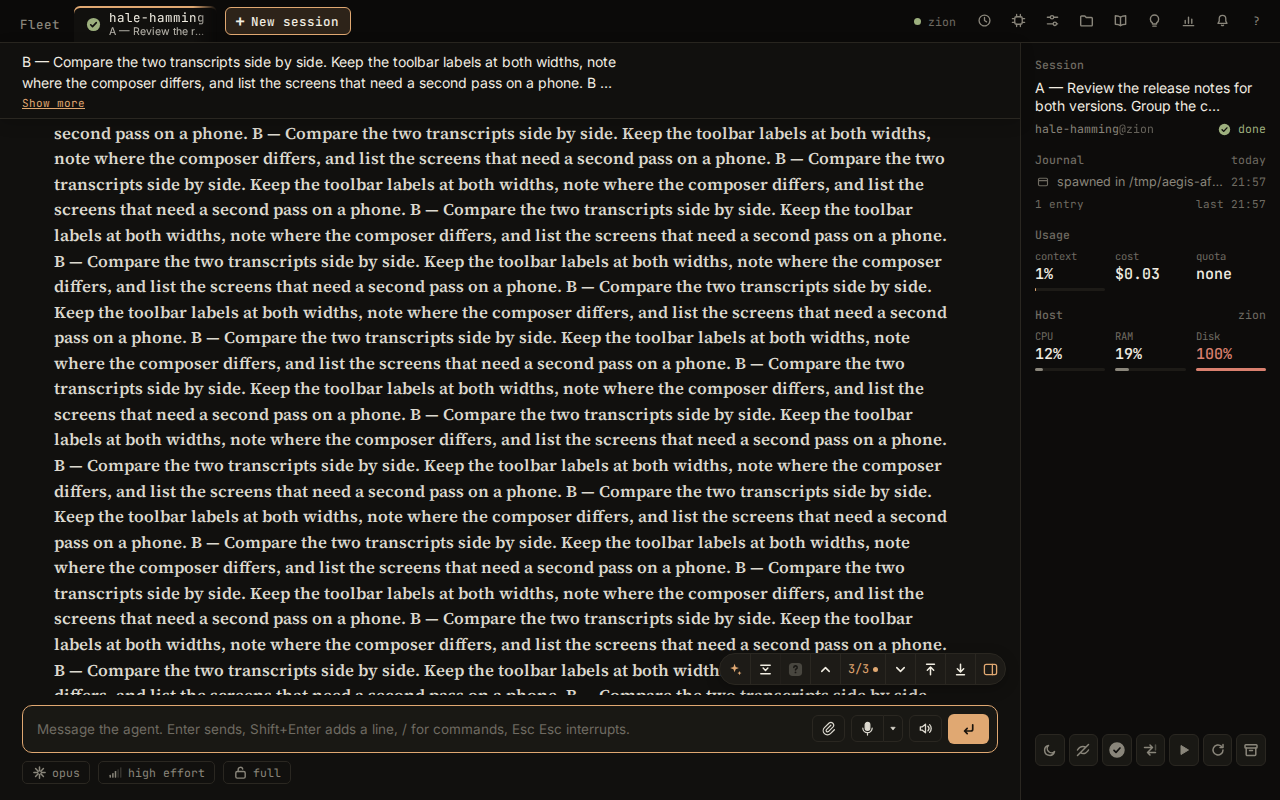 Fleet
hale-hamming
A — Review the r...
+ New session
zion
?
B — Compare the two transcripts side by side. Keep the toolbar labels at both widths, note
where the composer differs, and list the screens that need a second pass on a phone. B ...
Show more
second pass on a phone. B — Compare the two transcripts side by side. Keep the toolbar labels at both widths,
note where the composer differs, and list the screens that need a second pass on a phone. B — Compare the two
transcripts side by side. Keep the toolbar labels at both widths, note where the composer differs, and list the
screens that need a second pass on a phone. B — Compare the two transcripts side by side. Keep the toolbar
labels at both widths, note where the composer differs, and list the screens that need a second pass on a phone.
B — Compare the two transcripts side by side. Keep the toolbar labels at both widths, note where the composer
differs, and list the screens that need a second pass on a phone. B — Compare the two transcripts side by side.
Keep the toolbar labels at both widths, note where the composer differs, and list the screens that need a second
pass on a phone. B — Compare the two transcripts side by side. Keep the toolbar labels at both widths, note
where the composer differs, and list the screens that need a second pass on a phone. B — Compare the two
transcripts side by side. Keep the toolbar labels at both widths, note where the composer differs, and list the
screens that need a second pass on a phone. B — Compare the two transcripts side by side. Keep the toolbar
labels at both widths, note where the composer differs, and list the screens that need a second pass on a phone.
B — Compare the two transcripts side by side. Keep the toolbar labels at both widths, note where the composer
differs, and list the screens that need a second pass on a phone. B — Compare the two transcripts side by side.
Keep the toolbar labels at both widths, note where the composer differs, and list the screens that need a second
pass on a phone. B — Compare the two transcripts side by side. Keep the toolbar labels at both widths, note
where the composer differs, and list the screens that need a second pass on a phone. B — Compare the two
transcripts side by side. Keep the toolbar labels at both widths, note where the composer differs, and list the
screens that need a second pass on a phone. B — Compare the two transcripts side by side. Keep the toolbar
labels at both widths, note where the composer differs, and list the screens that need a second pass on a phone.
B — Compare the two transcripts side by side. Keep the toolbar labels at both width
differs, and list the screens that need a second pass on a phone. B — Compare the two transcripts side by side.
?
3/3
Message the agent. Enter sends, Shift+Enter adds a line, / for commands, Esc Esc interrupts.
opus
high effort
full
Session
A — Review the release notes for
both versions. Group the c...
hale-hamming@zion
done
Journal
today
spawned in /tmp/aegis-af...
21:57
1 entry
last 21:57
Usage
context
cost
quota
1%
$0.03
none
Host
zion
CPU
RAM
Disk
12%
19%
100%